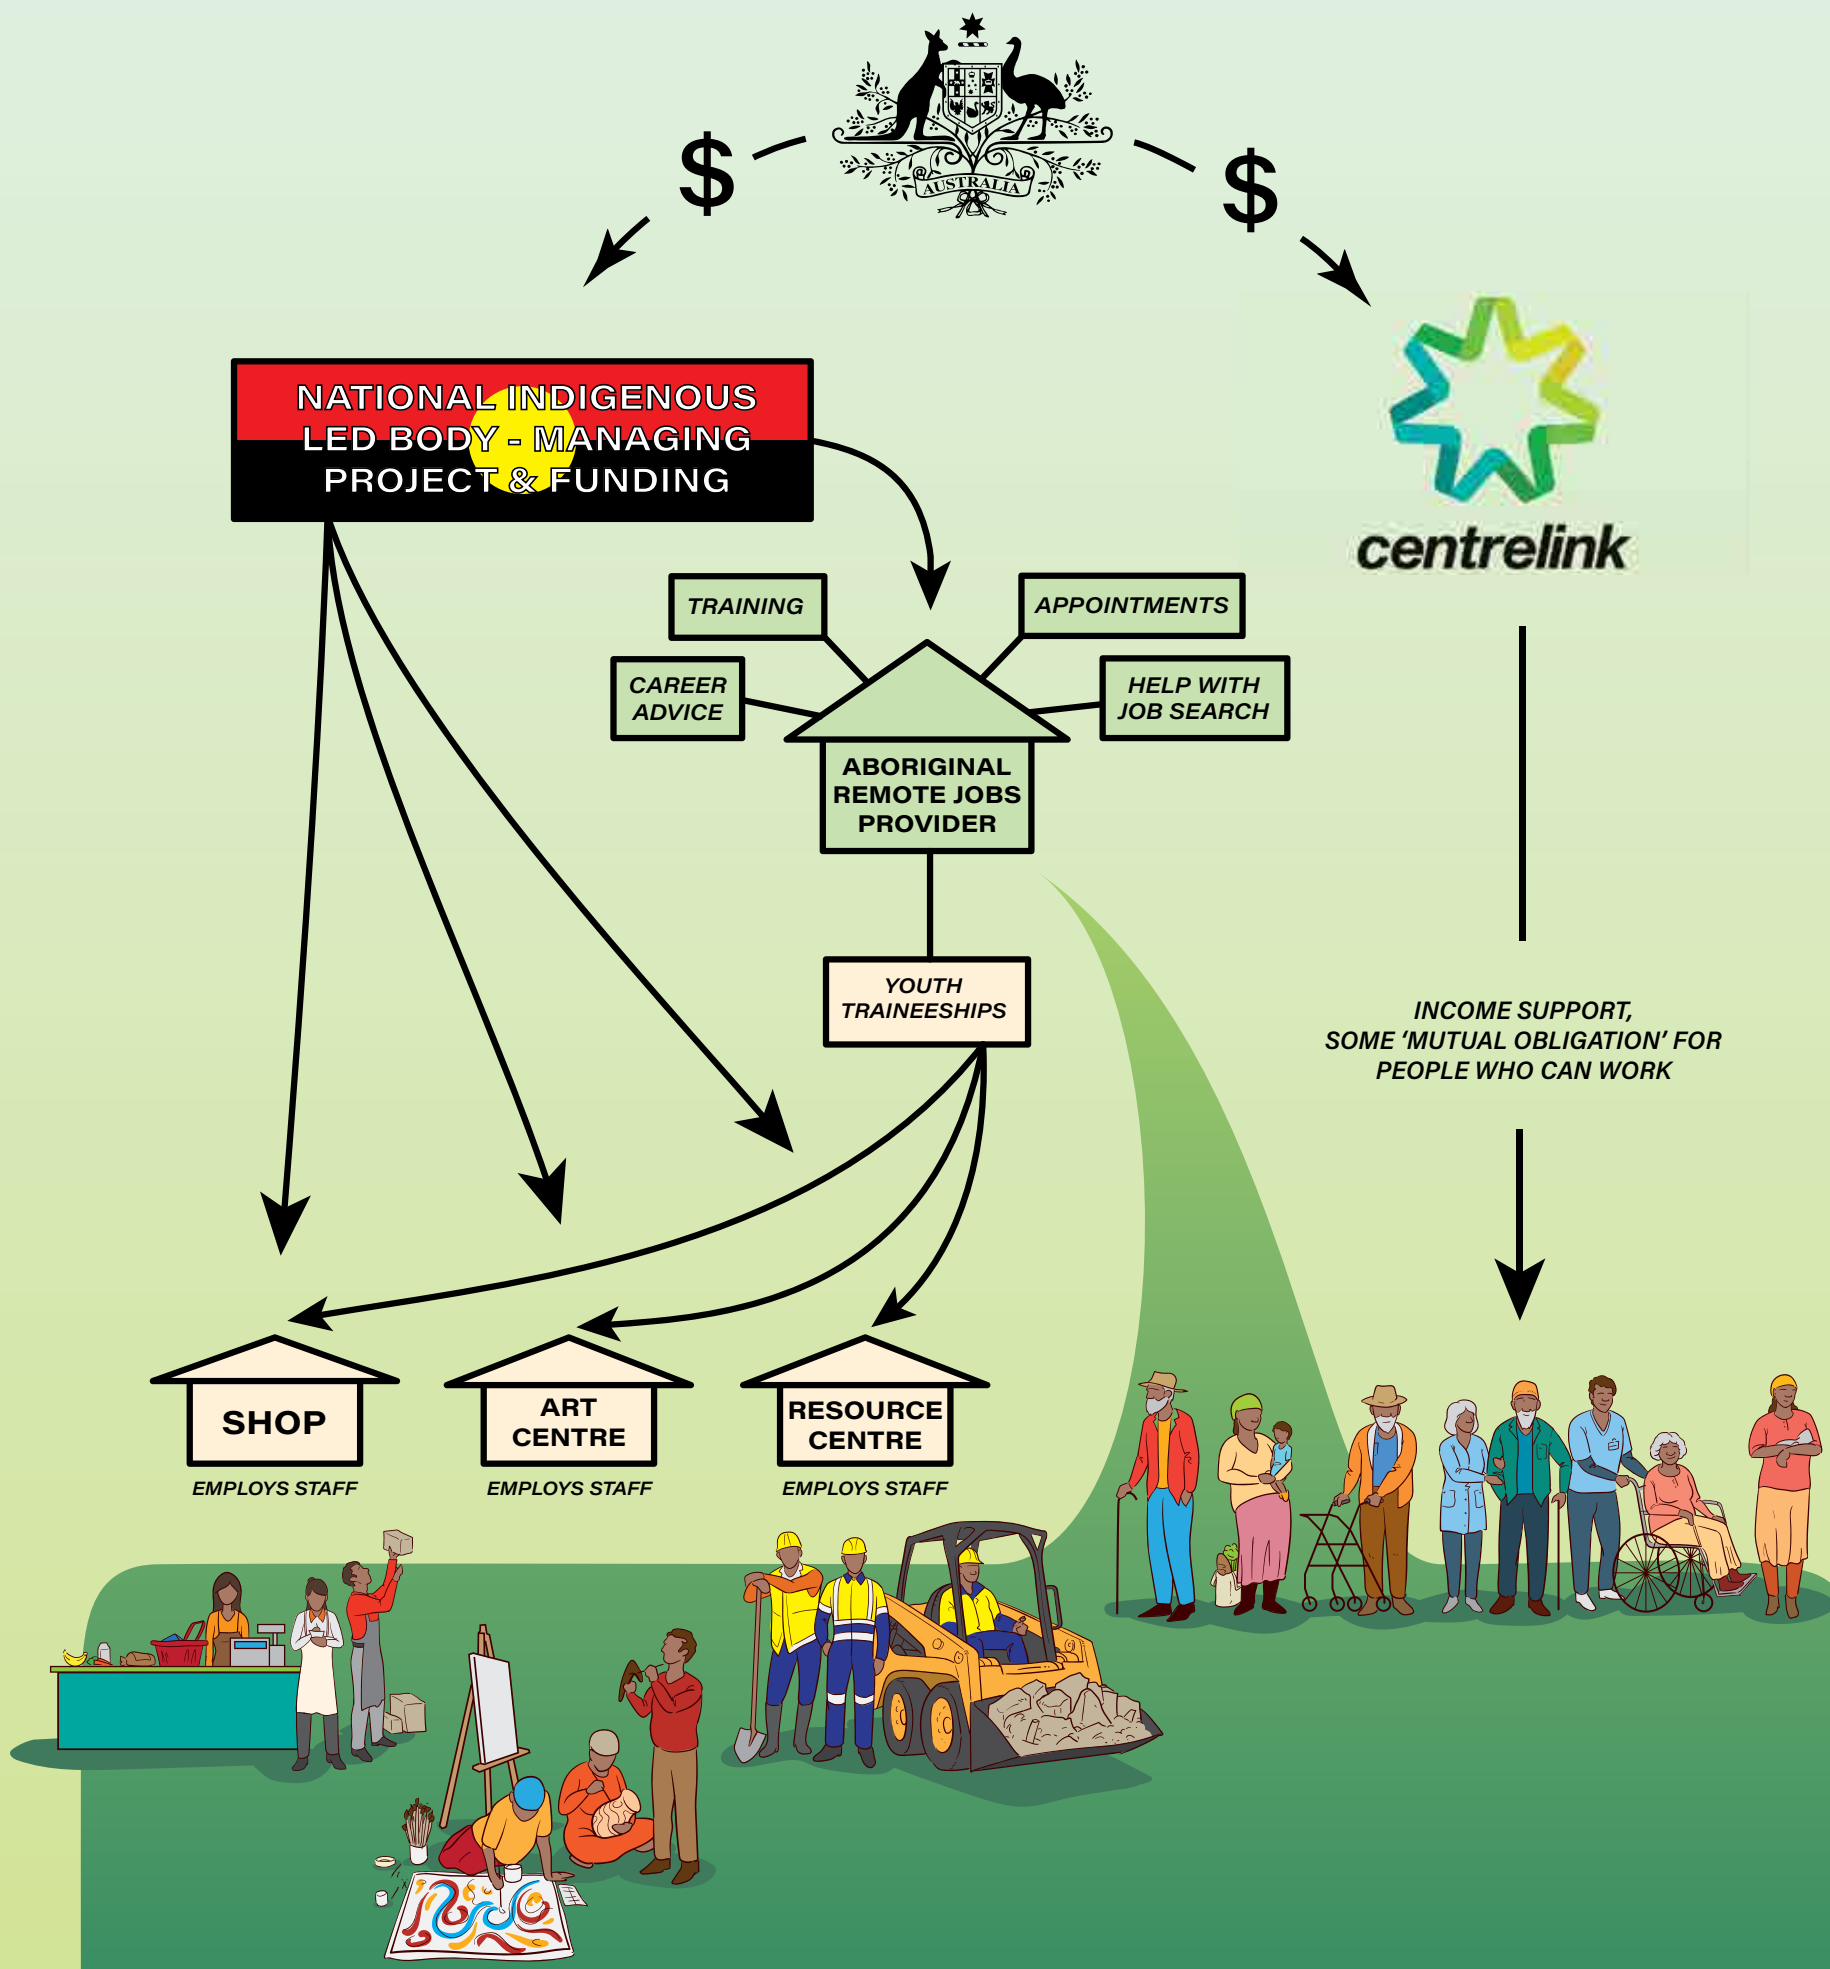 AUSTRALIA
$
$
NATIONAL INDIGENOUS
LED BODY - MANAGING
PROJECT & FUNDING
centrelink
TRAINING
APPOINTMENTS
CAREER
ADVICE
HELP WITH
JOB SEARCH
ABORIGINAL
REMOTE JOBS
PROVIDER
YOUTH
TRAINEESHIPS
INCOME SUPPORT,
SOME ‘MUTUAL OBLIGATION’ FOR
PEOPLE WHO CAN WORK
SHOP
EMPLOYS STAFF
ART
CENTRE
EMPLOYS STAFF
RESOURCE
CENTRE
EMPLOYS STAFF